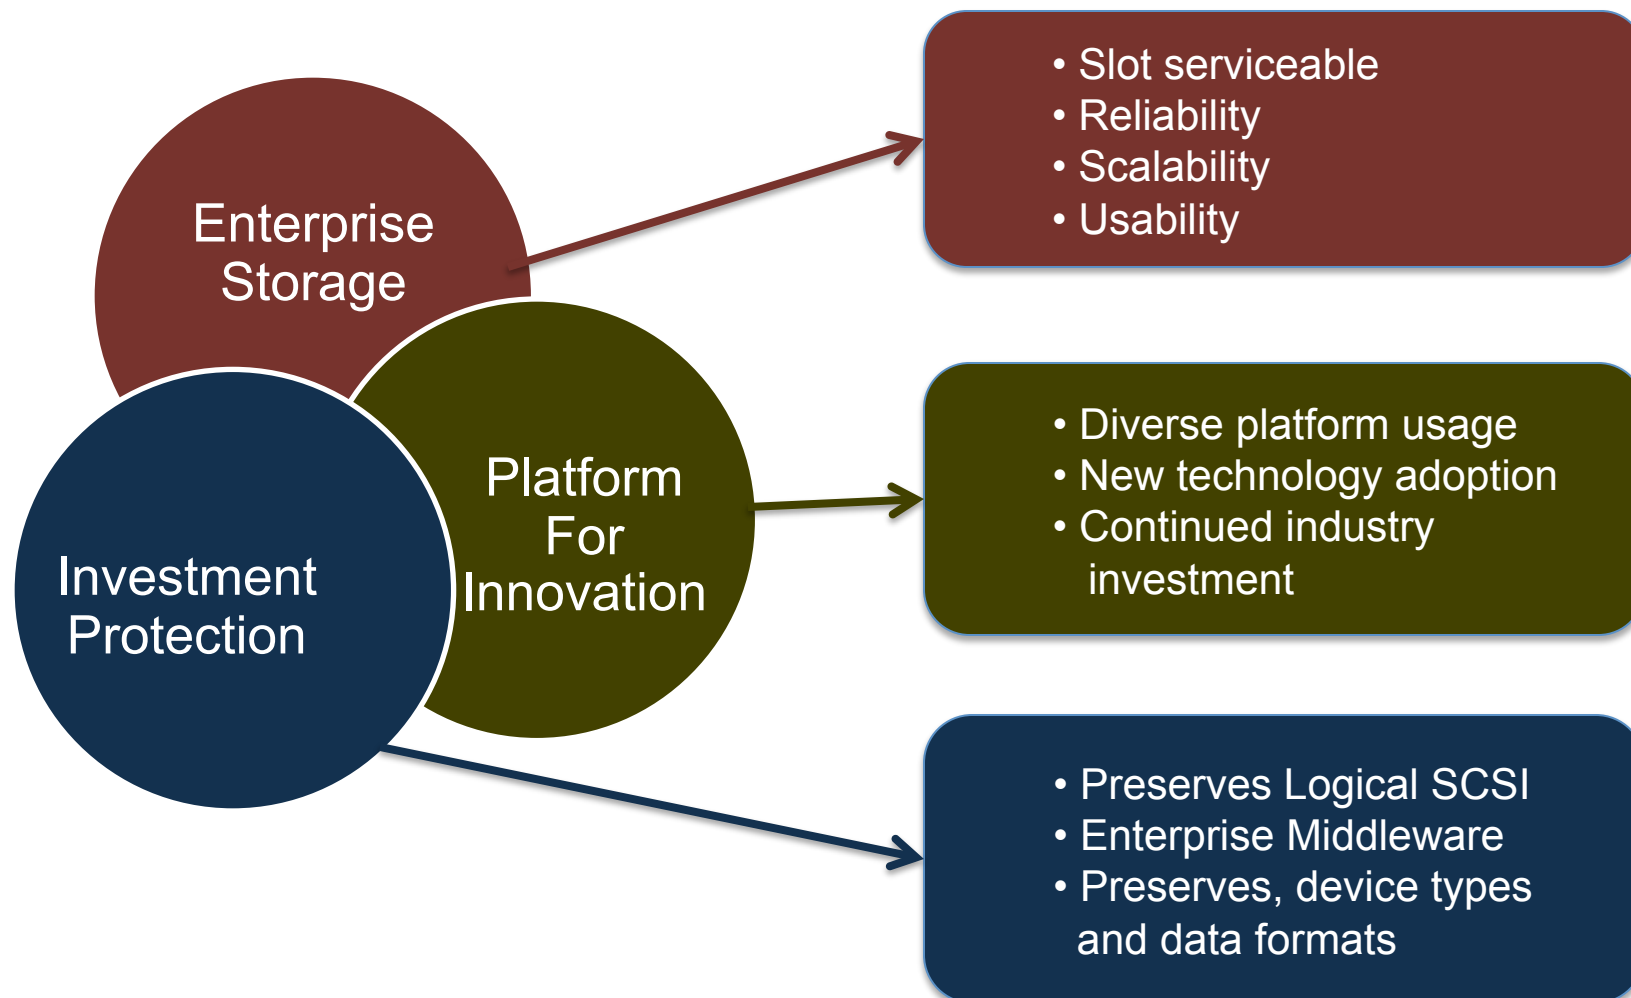 Enterprise
Storage
• Slot serviceable
• Reliability
• Scalability
• Usability
Platform
For
Innovation
• Diverse platform usage
• New technology adoption
• Continued industry
investment
Investment
Protection
• Preserves Logical SCSI
• Enterprise Middleware
• Preserves, device types
and data formats